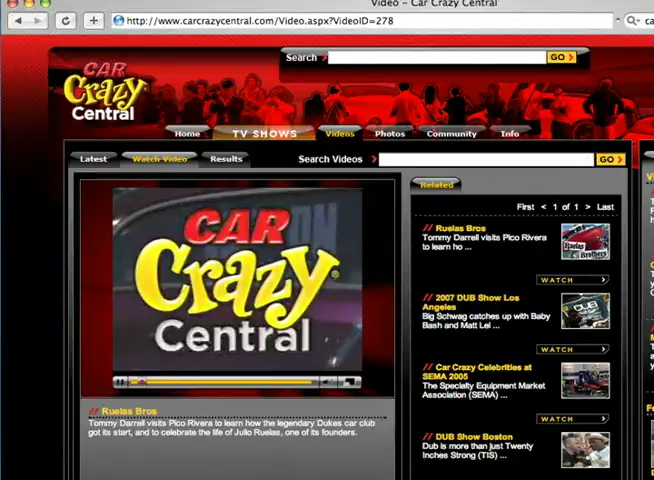 Video - Car Crazy Central
http://www.carcrazycentral.com/Video.aspx?VideoID=278
Search
GO
CAR
Crazy
Central
Home
TV SHOWS
Videos
Photos
Community
Info
Latest
Watch Video
Results
Search Videos
GO
Related
First < 1 of 1 > Last
CAR
Crazy®
Central
// Ruelas Bros
Tommy Darrell visits Pico Rivera
to learn ho ...
Ruelas
Brothers
WATCH >
// 2007 DUB Show Los
Angeles
Big Schwag catches up with Baby
Bash and Matt Lei ...
DUB
WATCH >
// Car Crazy Celebrities at
SEMA 2005
The Specialty Equipment Market
Association (SEMA) ...
WATCH >
// DUB Show Boston
Dub is more than just Twenty
Inches Strong (TIS) ...
// Ruelas Bros
Tommy Darrell visits Pico Rivera to learn how the legendary Dukes car club
got its start, and to celebrate the life of Julio Ruelas, one of its founders.